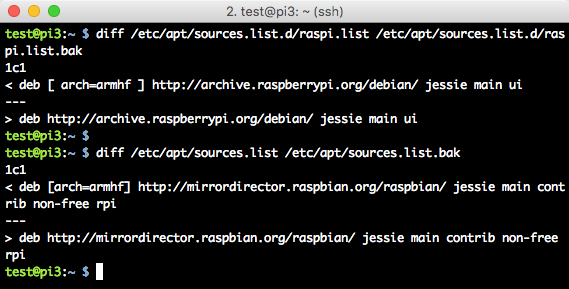 2. test@pi3: ~ (ssh)
test@pi3:~ $ diff /etc/apt/sources.list.d/raspi.list /etc/apt/sources.list.d/ras
pi.list.bak
1c1
< deb [ arch=armhf ] http://archive.raspberrypi.org/debian/ jessie main ui
---
> deb http://archive.raspberrypi.org/debian/ jessie main ui
test@pi3:~ $
test@pi3:~ $ diff /etc/apt/sources.list /etc/apt/sources.list.bak
1c1
< deb [arch=armhf] http://mirrordirector.raspbian.org/raspbian/ jessie main cont
rib non-free rpi
---
> deb http://mirrordirector.raspbian.org/raspbian/ jessie main contrib non-free
rpi
test@pi3:~ $